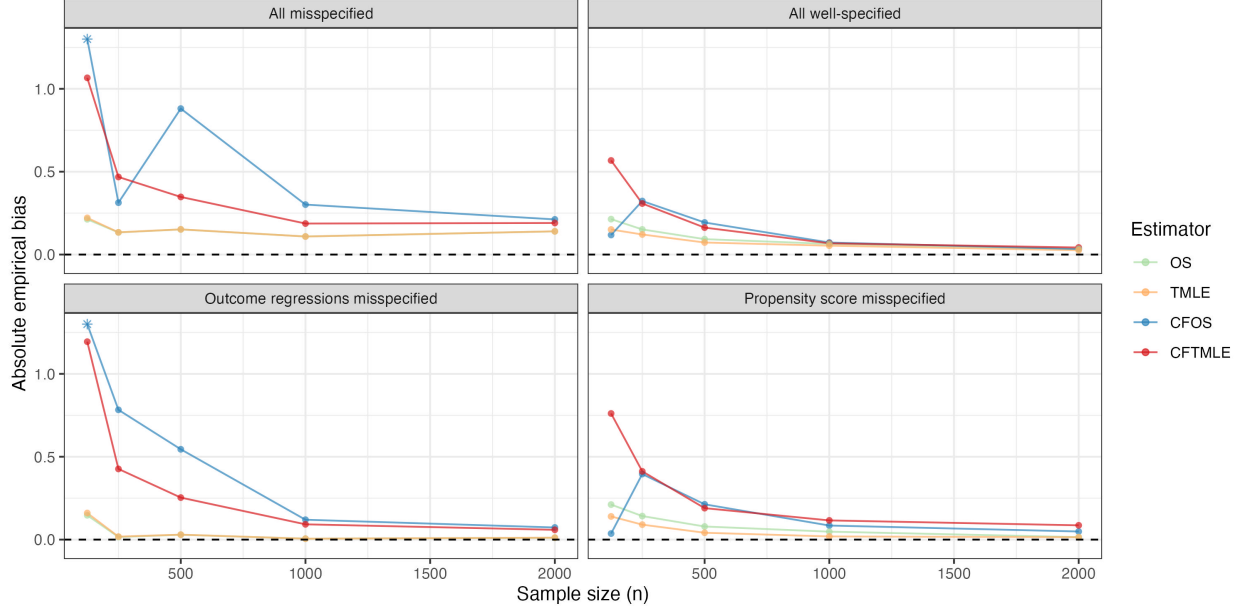 All misspecified
All well-specified
1.0
0.5
0.0
Outcome regressions misspecified
Propensity score misspecified
1.0
0.5
0.0
500
1000
1500
2000
500
1000
1500
2000
Sample size (n)
Absolute empirical bias
Estimator
OS
TMLE
CFOS
CFTMLE